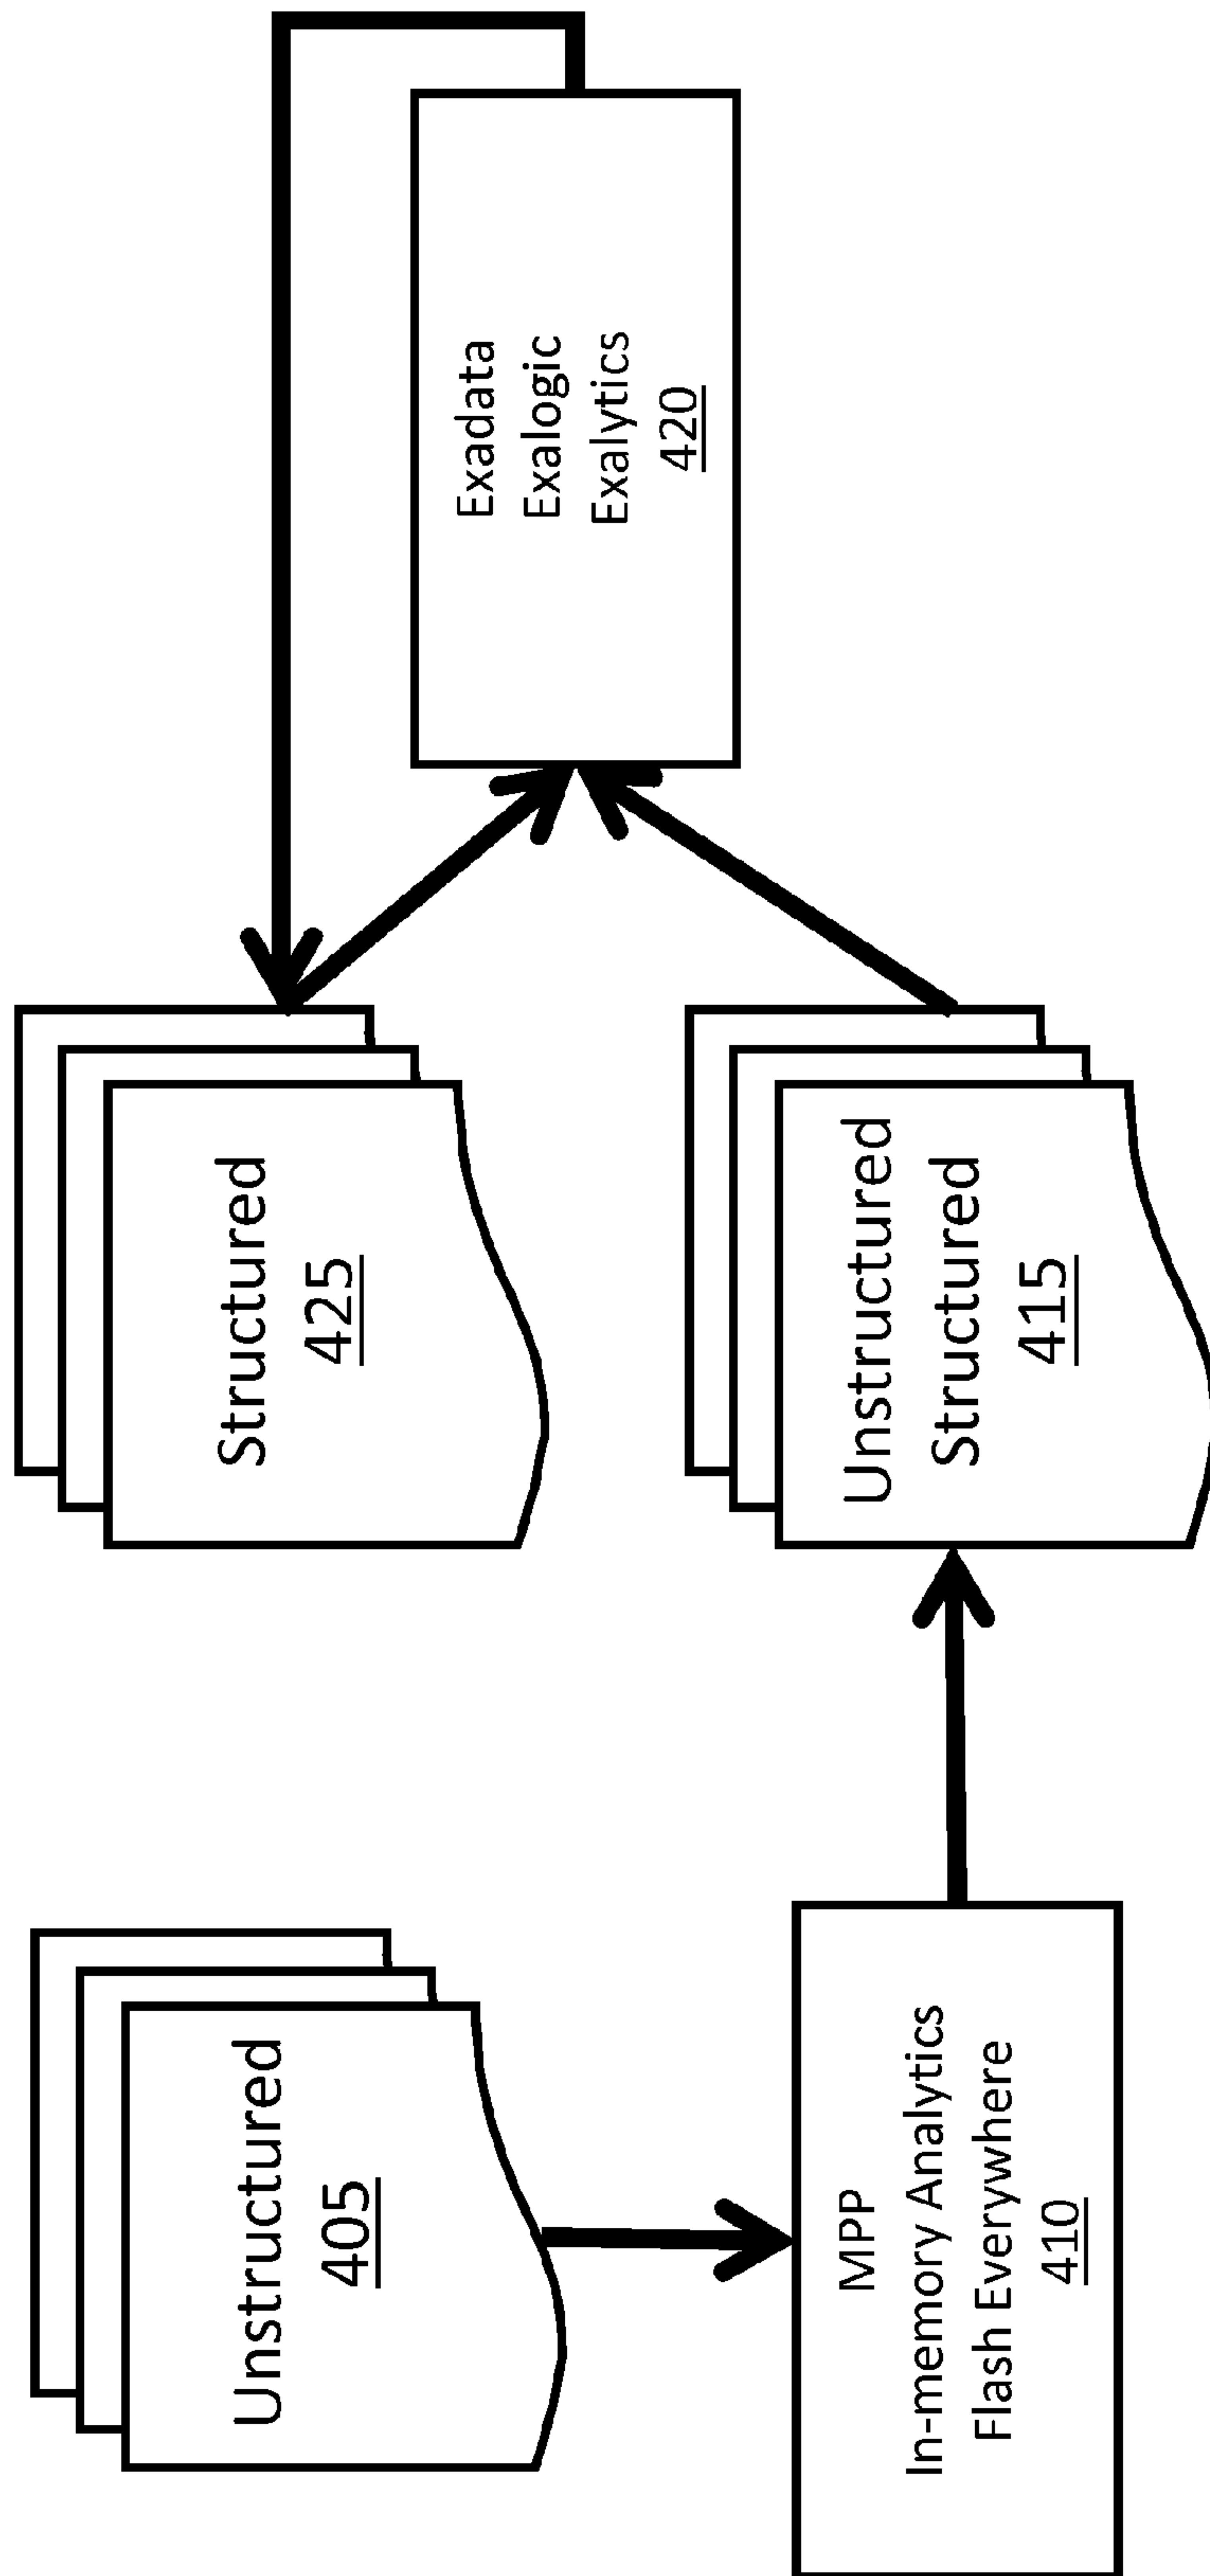 Unstructured
405
MPP
In-memory Analytics
Flash Everywhere
410
Structured
425
Unstructured
Structured
415
Exadata
Exalogic
Exalytics
420